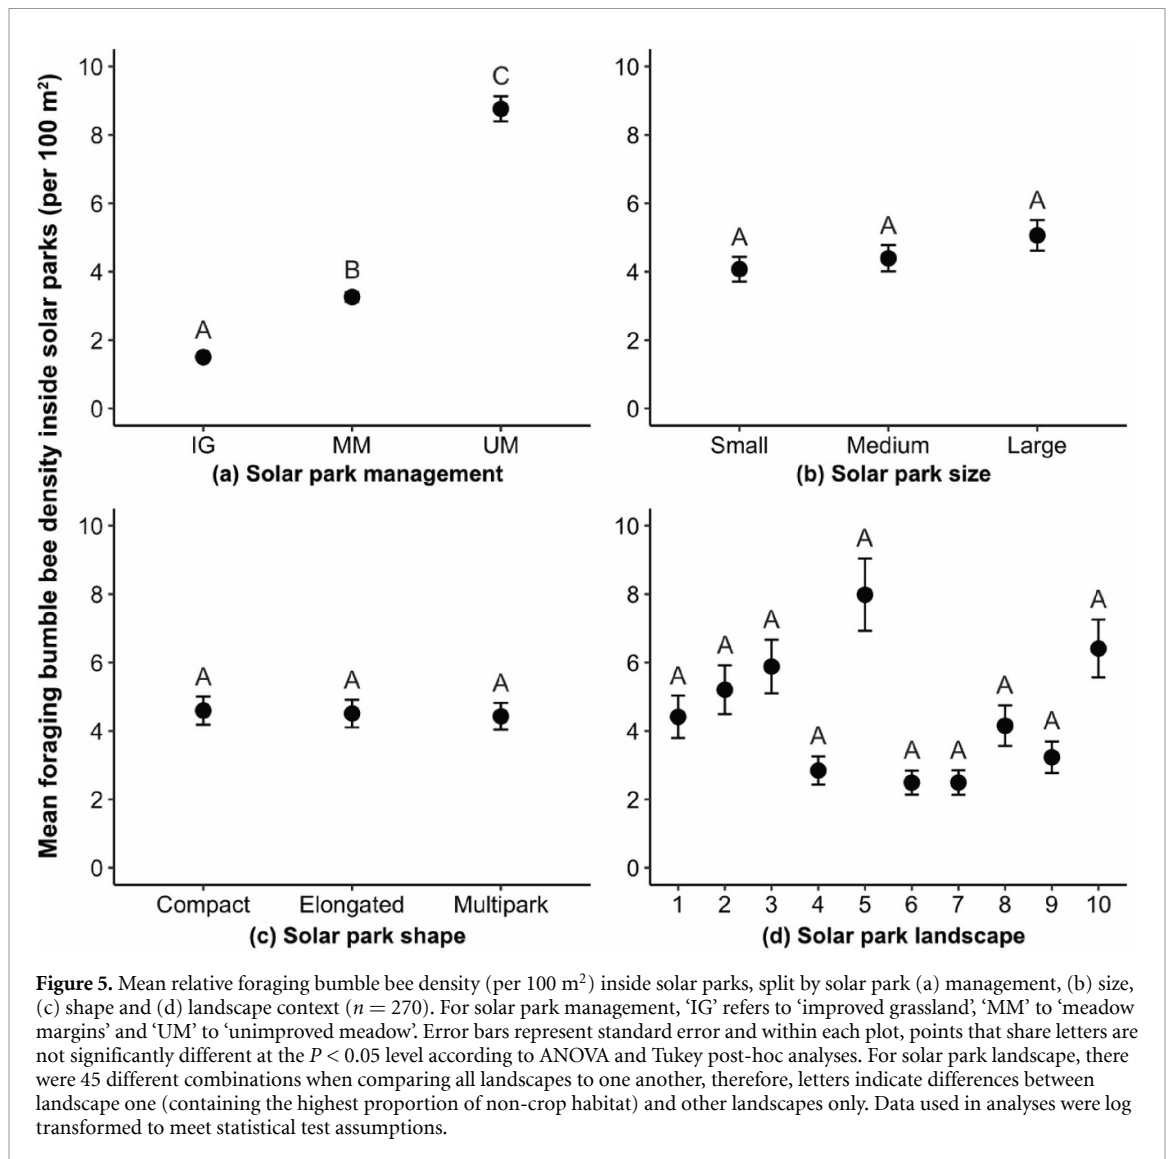 Mean foraging bumble bee density inside solar parks (per 100 m²)
10
8
6
4
2
0
A
B
C
IG MM UM
(a) Solar park management
10
8
6
4
2
0
A
A
A
Small Medium Large
(b) Solar park size
10
8
6
4
2
0
A
A
A
Compact Elongated Multipark
(c) Solar park shape
10
8
6
4
2
0
A
A
A
A
A
A
A
A
A
A
1 2 3 4 5 6 7 8 9 10
(d) Solar park landscape
Figure 5. Mean relative foraging bumble bee density (per 100 m²) inside solar parks, split by solar park (a) management, (b) size,
(c) shape and (d) landscape context (n = 270). For solar park management, ‘IG’ refers to ‘improved grassland’, ‘MM’ to ‘meadow
margins’ and ‘UM’ to ‘unimproved meadow’. Error bars represent standard error and within each plot, points that share letters are
not significantly different at the P < 0.05 level according to ANOVA and Tukey post-hoc analyses. For solar park landscape, there
were 45 different combinations when comparing all landscapes to one another, therefore, letters indicate differences between
landscape one (containing the highest proportion of non-crop habitat) and other landscapes only. Data used in analyses were log
transformed to meet statistical test assumptions.